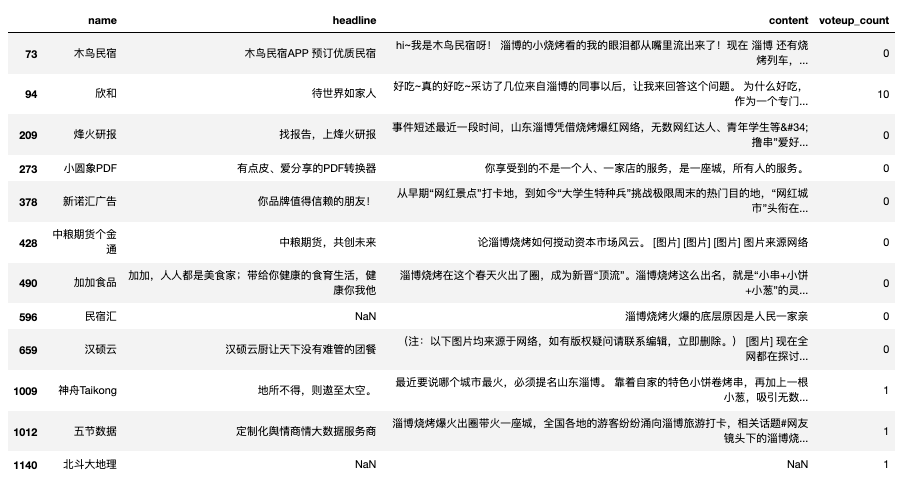 name headline content voteup_count
73 木鸟民宿 木鸟民宿APP 预订优质民宿 hi~我是木鸟民宿呀！ 淄博的小烧烤看的我的眼泪都从嘴里流出来了！现在 淄博 还有烧
烤列车，... 0
94 欣和 待世界如家人 好吃~真的好吃~采访了几位来自淄博的同事以后，让我来回答这个问题。 为什么好吃，
作为一个专门... 10
209 烽火研报 找报告，上烽火研报 事件短述最近一段时间，山东淄博凭借烧烤爆红网络，无数网红达人、青年学生等&#34;
撸串"爱好... 0
273 小圆象PDF 有点皮、爱分享的PDF转换器 你享受到的不是一个人、一家店的服务，是一座城，所有人的服务。 0
378 新诺汇广告 你品牌值得信赖的朋友！ 从早期“网红景点”打卡地，到如今“大学生特种兵”挑战极限周末的热门目的地，“网红城
市”头衔在... 0
428 中粮期货个金
通 中粮期货，共创未来 论淄博烧烤如何搅动资本市场风云。 [图片] [图片] [图片] 图片来源网络 0
490 加加食品 加加，人人都是美食家；带给你健康的食育生活，健
康你我他 淄博烧烤在这个春天火出了圈，成为新晋“顶流”。淄博烧烤这么出名，就是“小串+小饼
+小葱”的灵... 0
596 民宿汇 NaN 淄博烧烤火爆的底层原因是人民一家亲 0
659 汉硕云 汉硕云厨让天下没有难管的团餐 （注：以下图片均来源于网络，如有版权疑问请联系编辑，立即删除。） [图片] 现在全
网都在探讨... 0
1009 神舟Taikong 地所不得，则遨至太空。 最近要说哪个城市最火，必须提名山东淄博。 靠着自家的特色小饼卷烤串，再加上一根
小葱，吸引无数... 1
1012 五节数据 定制化舆情商情大数据服务商 淄博烧烤爆火出圈带火一座城，全国各地的游客纷纷涌向淄博旅游打卡，相关话题#网友
镜头下的淄博烧... 1
1140 北斗大地理 NaN NaN 1